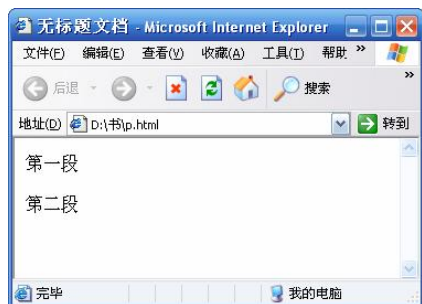 无标题文档 - Microsoft Internet Explorer
文件(F) 编辑(E) 查看(V) 收藏(A) 工具(T) 帮助 »
后退 搜索 »
地址(D) D:\书\p.html 转到
第一段
第二段
完毕 我的电脑